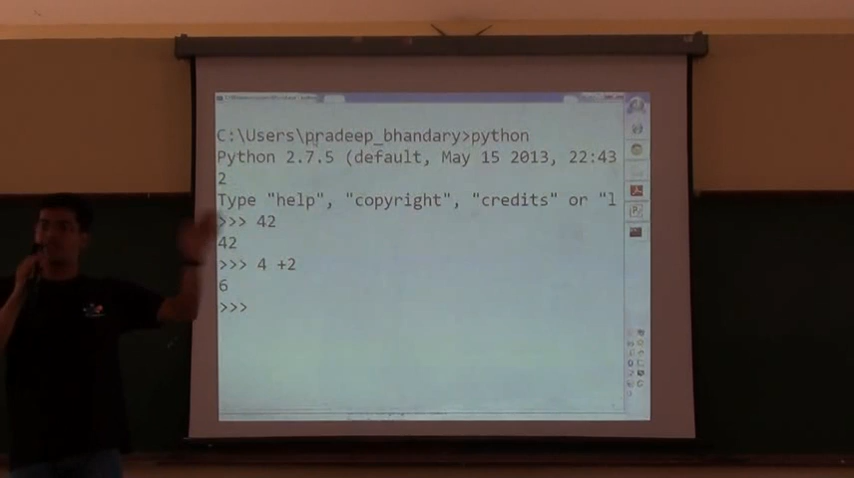 C:\Users\pradeep_bhandary>python
Python 2.7.5 (default, May 15 2013, 22:43
2
Type "help", "copyright", "credits" or "l
>>> 42
42
>>> 4 +2
6
>>>